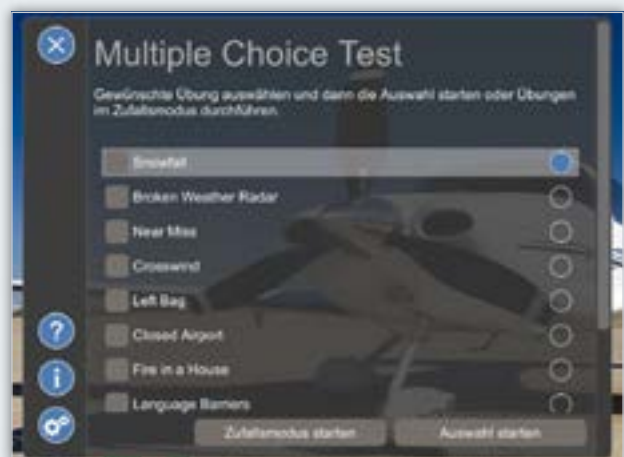 Multiple Choice Test
Gewünschte Übung auswählen und dann die Auswahl starten oder Übungen
im Zufallsmodus durchführen.
Snowfall
Broken Weather Radar
Near Miss
Crosswind
Left Bag
Closed Airport
Fire in a House
Language Barriers
Zufallsmodus starten
Auswahl starten